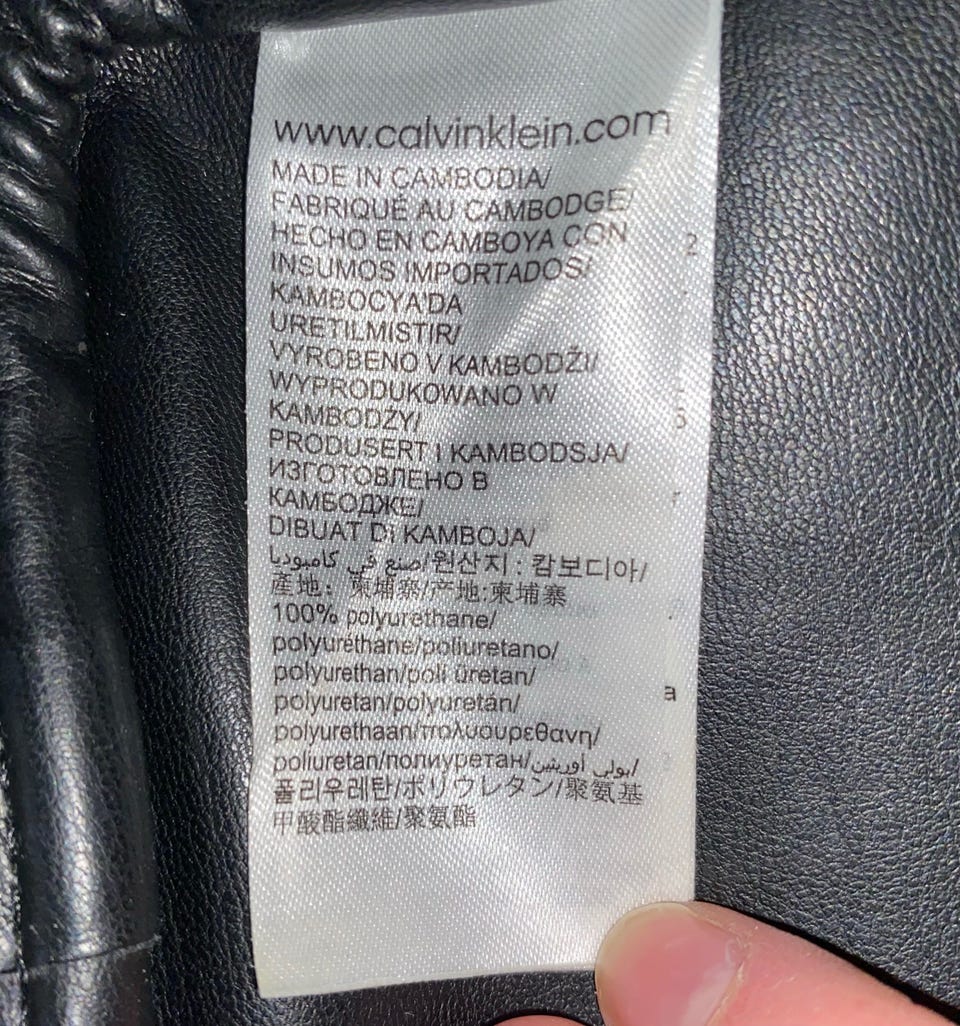 www.calvinklein.com
MADE IN CAMBODIA/
FABRIQUÉ AU CAMBODGE/
HECHO EN CAMBOYA CON
INSUMOS IMPORTADOS/
KAMBOCYA'DA
URETILMISTIR/
VYROBENO V KAMBODŽI/
WYPRODUKOWANO W
KAMBODŻY/
PRODUSERT I KAMBODSJA/
ИЗГОТОВЛЕНО В
КАМБОДЖЕ/
DIBUAT Di KAMBOJA/
صنع في كامبوديا/원산지 : 캄보디아/
產地：柬埔寨/产地:柬埔寨
100% polyurethane/
polyuréthane/poliuretano/
polyurethan/poli üretan/
polyuretan/polyuretán/
polyurethaan/πολυουρεθανη/
poliuretan/полиуретан/بولي اوريثين/
폴리우레탄/ポリウレタン/聚氨基
甲酸酯纖維/聚氨酯